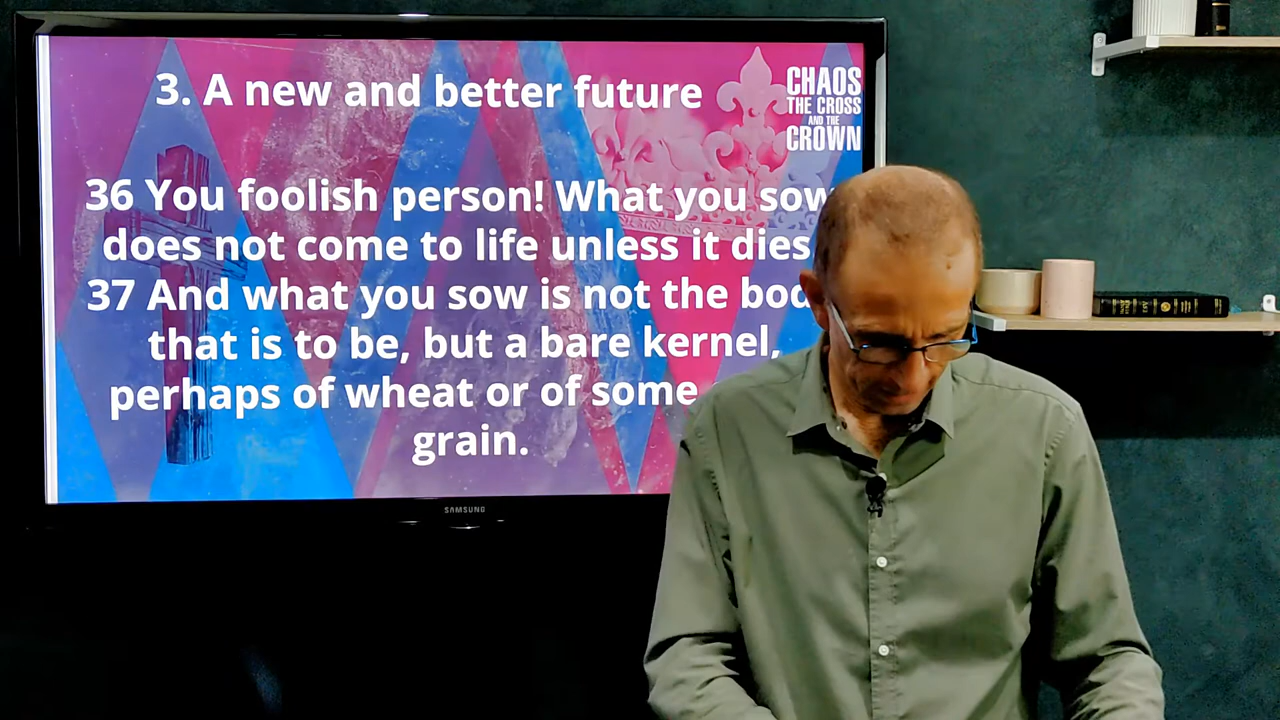 3. A new and better future
CHAOS
THE CROSS
AND THE
CROWN
36 You foolish person! What you sow
does not come to life unless it dies
37 And what you sow is not the
that is to be, but a bare kernel,
perhaps of wheat or of some
grain.
SAMSUNG